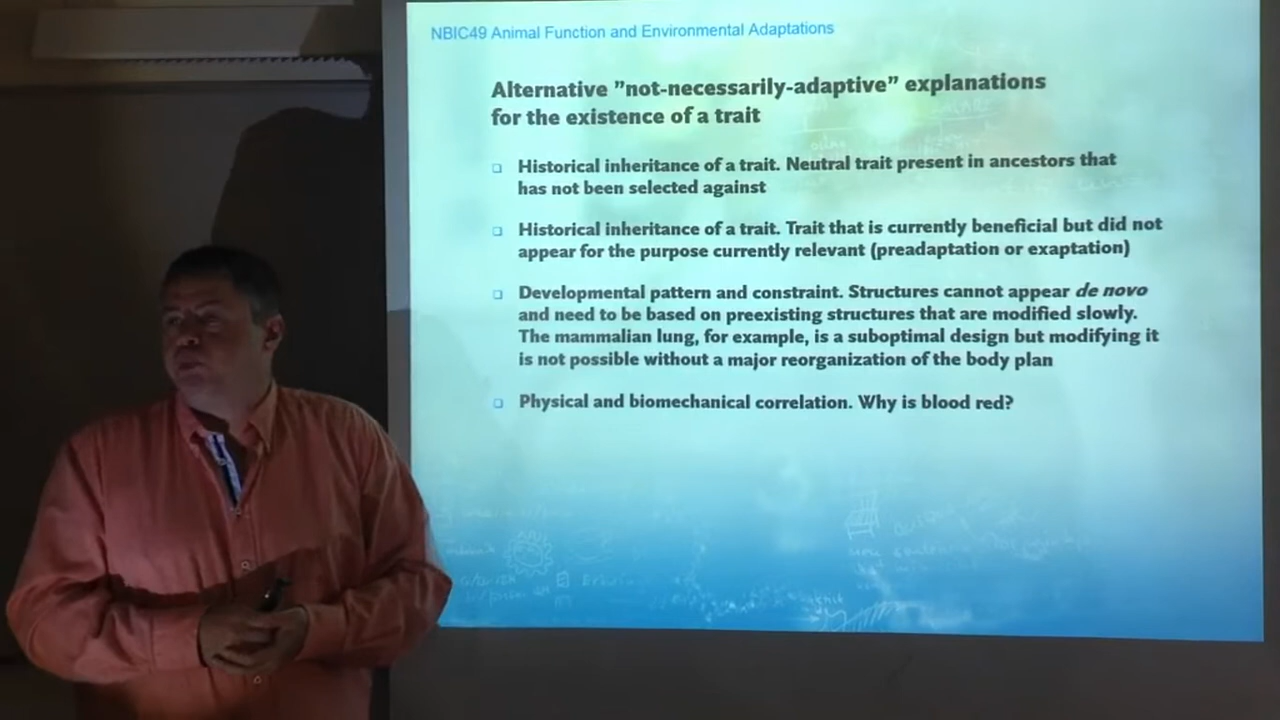 NBIC49 Animal Function and Environmental Adaptations
Alternative ”not-necessarily-adaptive” explanations
for the existence of a trait
Historical inheritance of a trait. Neutral trait present in ancestors that
has not been selected against
Historical inheritance of a trait. Trait that is currently beneficial but did not
appear for the purpose currently relevant (preadaptation or exaptation)
Developmental pattern and constraint. Structures cannot appear de novo
and need to be based on preexisting structures that are modified slowly.
The mammalian lung, for example, is a suboptimal design but modifying it
is not possible without a major reorganization of the body plan
Physical and biomechanical correlation. Why is blood red?